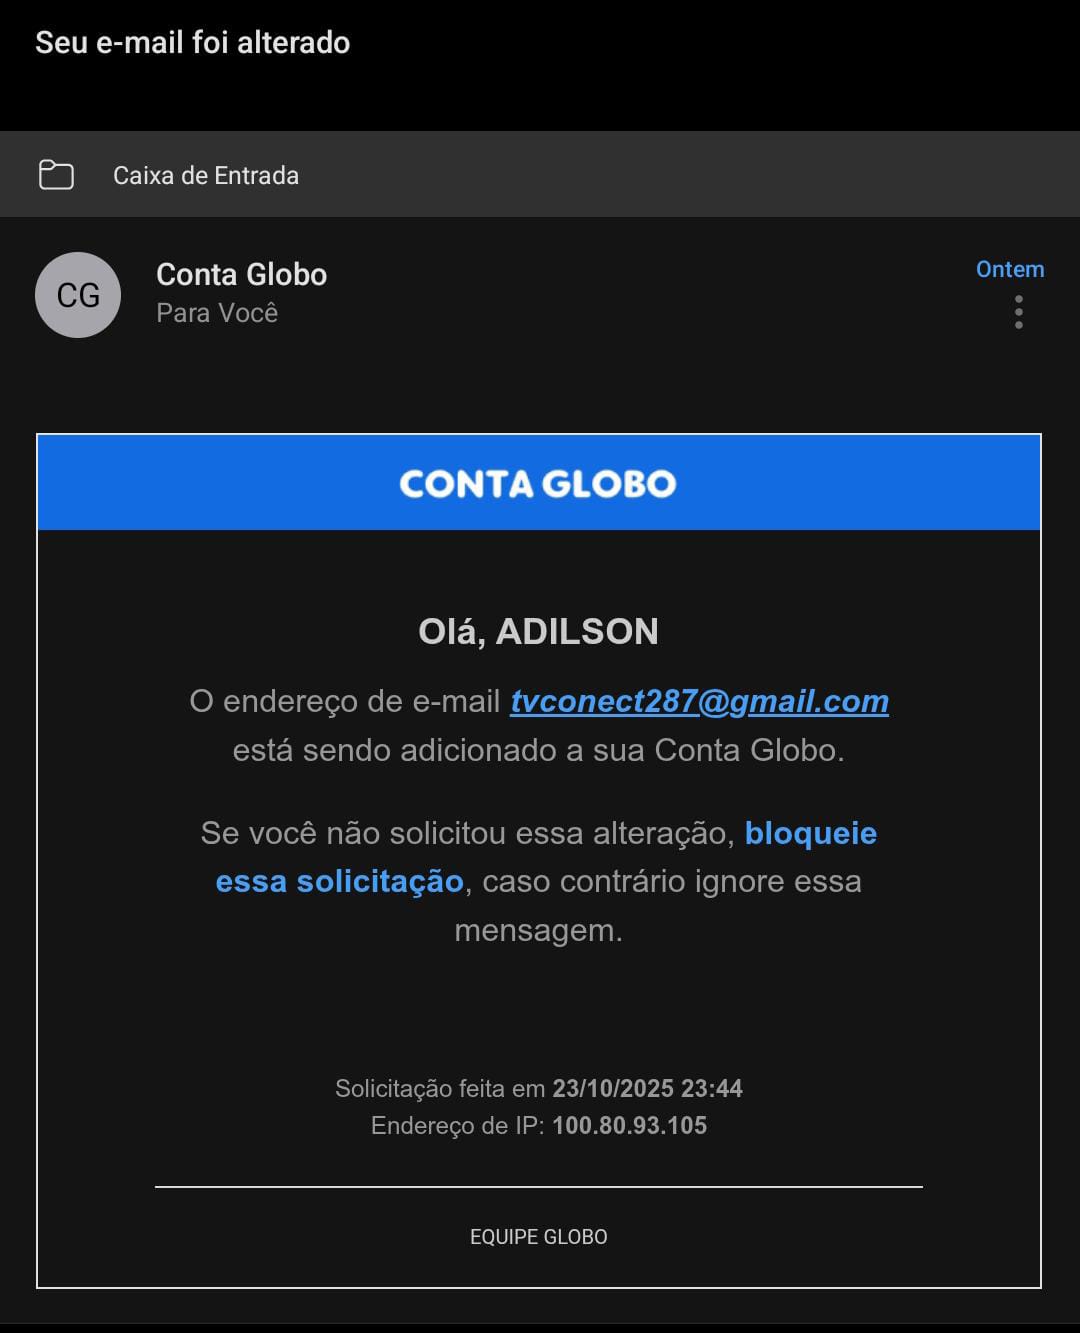 Seu e-mail foi alterado
Caixa de Entrada
CG
Conta Globo
Ontem
Para Você
CONTA GLOBO
Olá, ADILSON
O endereço de e-mail tvconect287@gmail.com
está sendo adicionado a sua Conta Globo.
Se você não solicitou essa alteração, bloqueie
essa solicitação, caso contrário ignore essa
mensagem.
Solicitação feita em 23/10/2025 23:44
Endereço de IP: 100.80.93.105
EQUIPE GLOBO